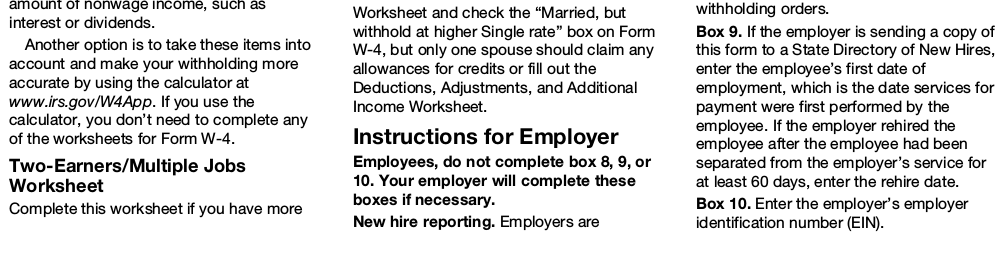 amount of nonwage income, such as
interest or dividends.
Another option is to take these items into
account and make your withholding more
accurate by using the calculator at
www.irs.gov/W4App. If you use the
calculator, you don’t need to complete any
of the worksheets for Form W-4.
Two-Earners/Multiple Jobs
Worksheet
Complete this worksheet if you have more
Worksheet and check the “Married, but
withhold at higher Single rate” box on Form
W-4, but only one spouse should claim any
allowances for credits or fill out the
Deductions, Adjustments, and Additional
Income Worksheet.
Instructions for Employer
Employees, do not complete box 8, 9, or
10. Your employer will complete these
boxes if necessary.
New hire reporting. Employers are
withholding orders.
Box 9. If the employer is sending a copy of
this form to a State Directory of New Hires,
enter the employee’s first date of
employment, which is the date services for
payment were first performed by the
employee. If the employer rehired the
employee after the employee had been
separated from the employer’s service for
at least 60 days, enter the rehire date.
Box 10. Enter the employer’s employer
identification number (EIN).